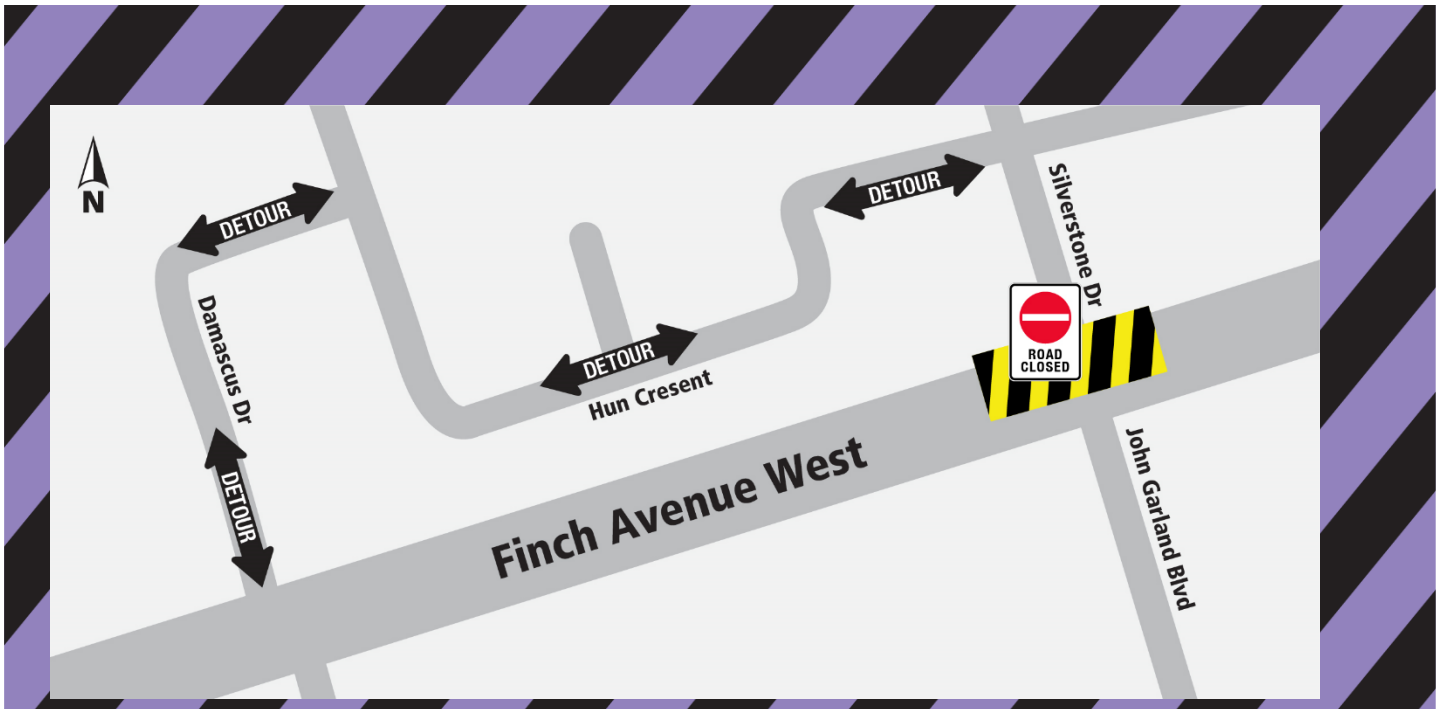 N
DETOUR
DETOUR
Silverstone Dr
Damascus Dr
ROAD
CLOSED
DETOUR
Hun Cresent
DETOUR
Finch Avenue West
John Garland Blvd